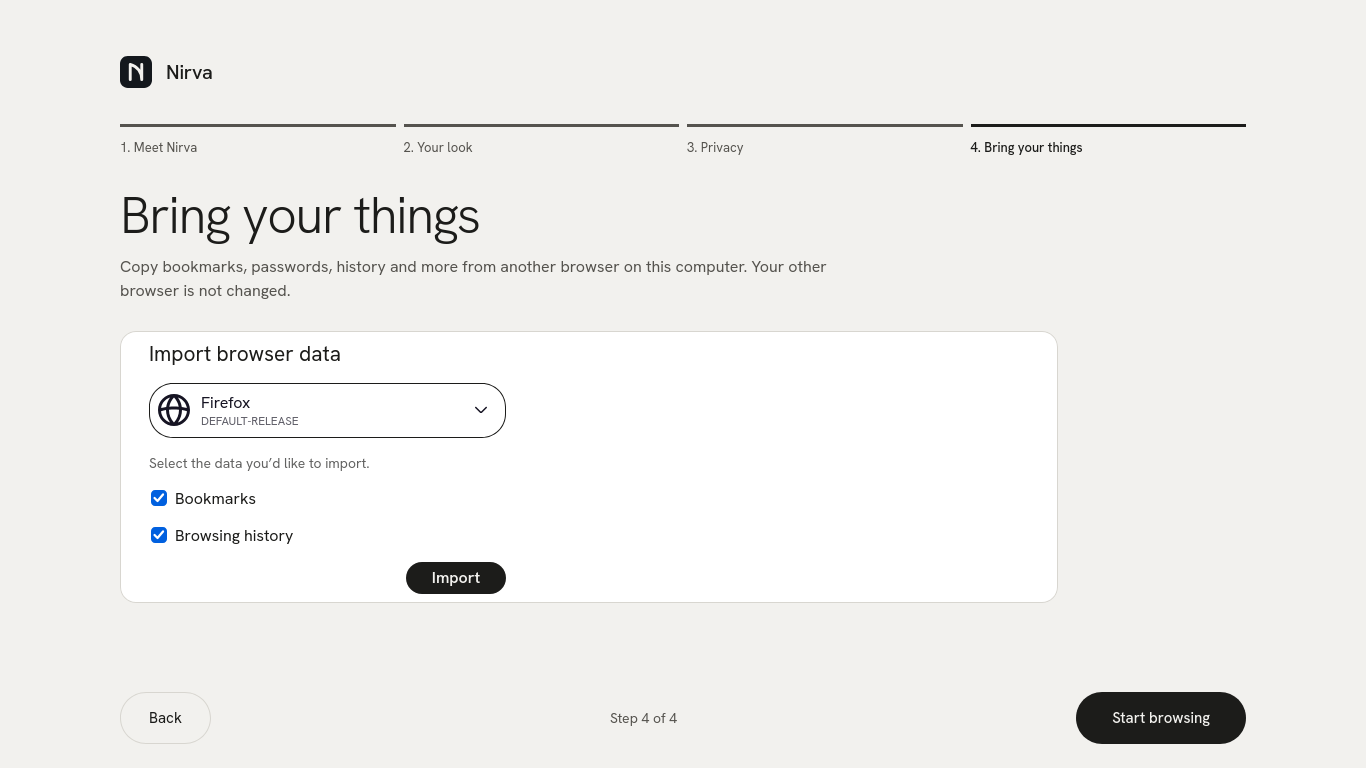 Nirva
1. Meet Nirva
2. Your look
3. Privacy
4. Bring your things
Bring your things
Copy bookmarks, passwords, history and more from another browser on this computer. Your other
browser is not changed.
Import browser data
Firefox
DEFAULT-RELEASE
Select the data you’d like to import.
Bookmarks
Browsing history
Import
Back
Step 4 of 4
Start browsing